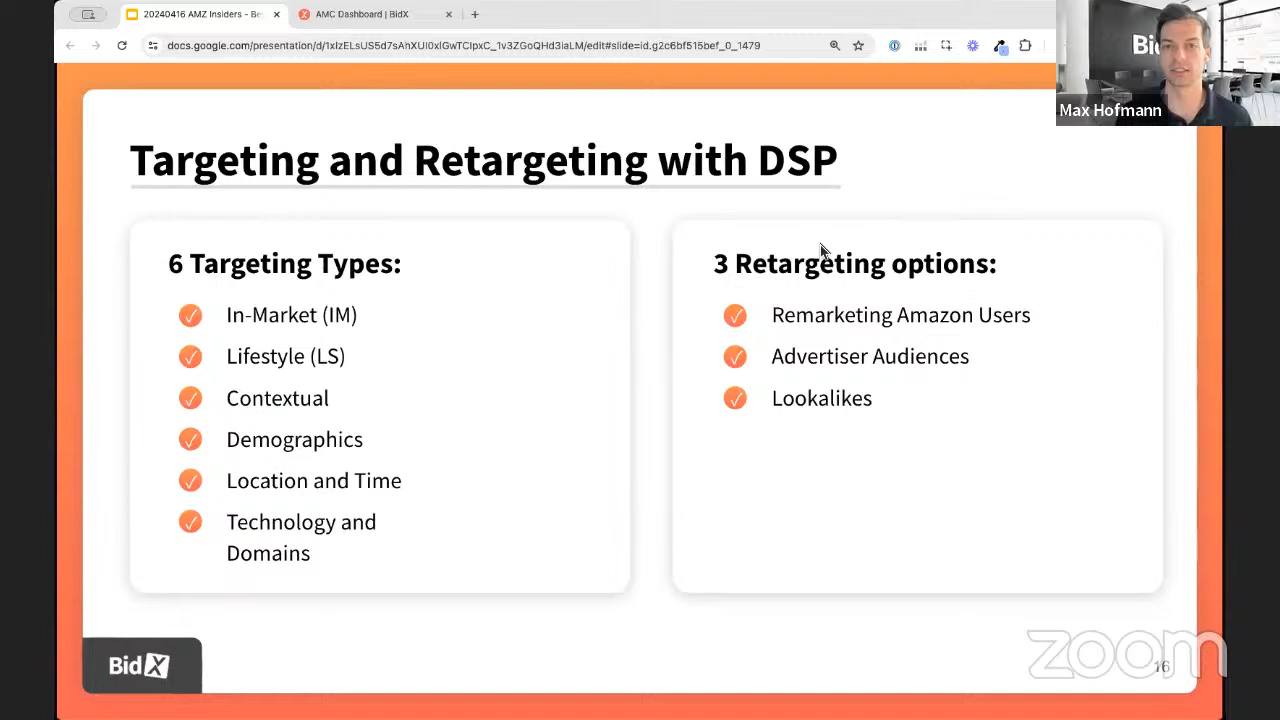 20240416 AMZ Insiders - Be
AMC Dashboard | BidX
docs.google.com/presentation/d/1xIzELsUS5d7sAhXUI0xlGwTCIpxC_1v3ZGoQHd3iaLM/edit#slide=id.g2c6bf515bef_0_1479
Max Hofmann
Targeting and Retargeting with DSP
6 Targeting Types:
In-Market (IM)
Lifestyle (LS)
Contextual
Demographics
Location and Time
Technology and
Domains
3 Retargeting options:
Remarketing Amazon Users
Advertiser Audiences
Lookalikes
BidX
zoom
16